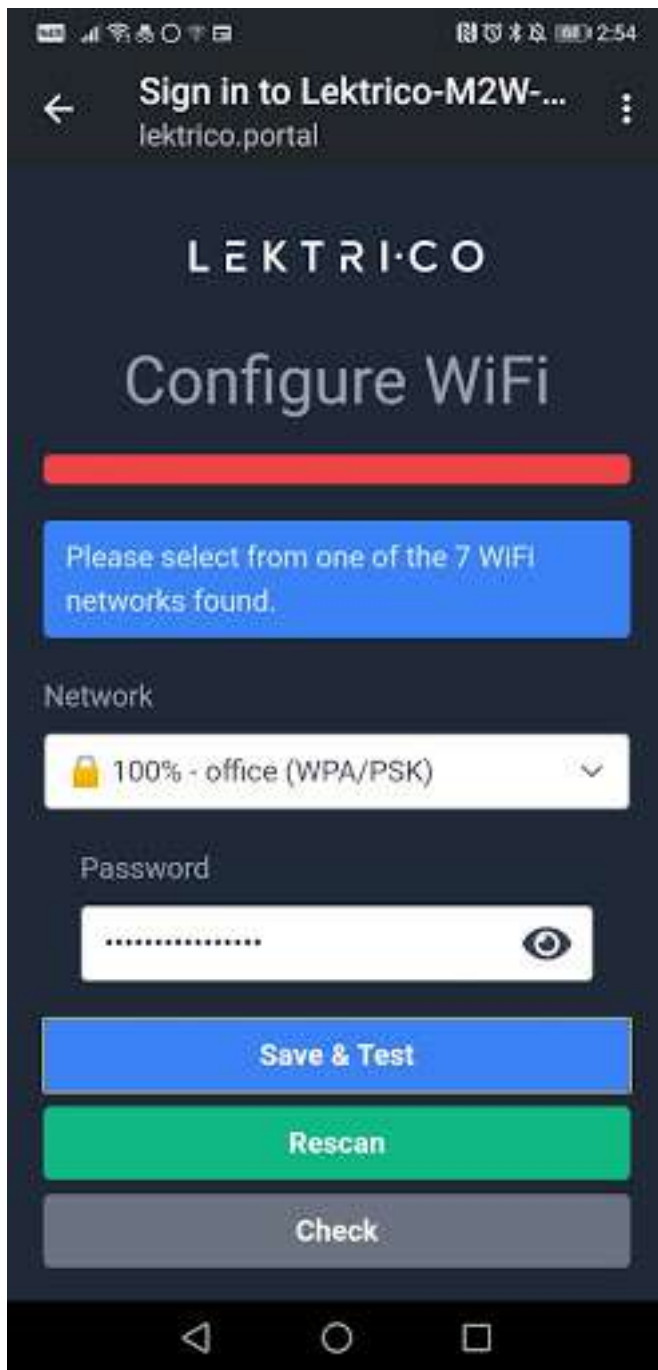 2:54
Sign in to Lektrico-M2W-...
lektrico.portal
LEKTRI·CO
Configure WiFi
Please select from one of the 7 WiFi
networks found.
Network
100% - office (WPA/PSK)
Password
Save & Test
Rescan
Check